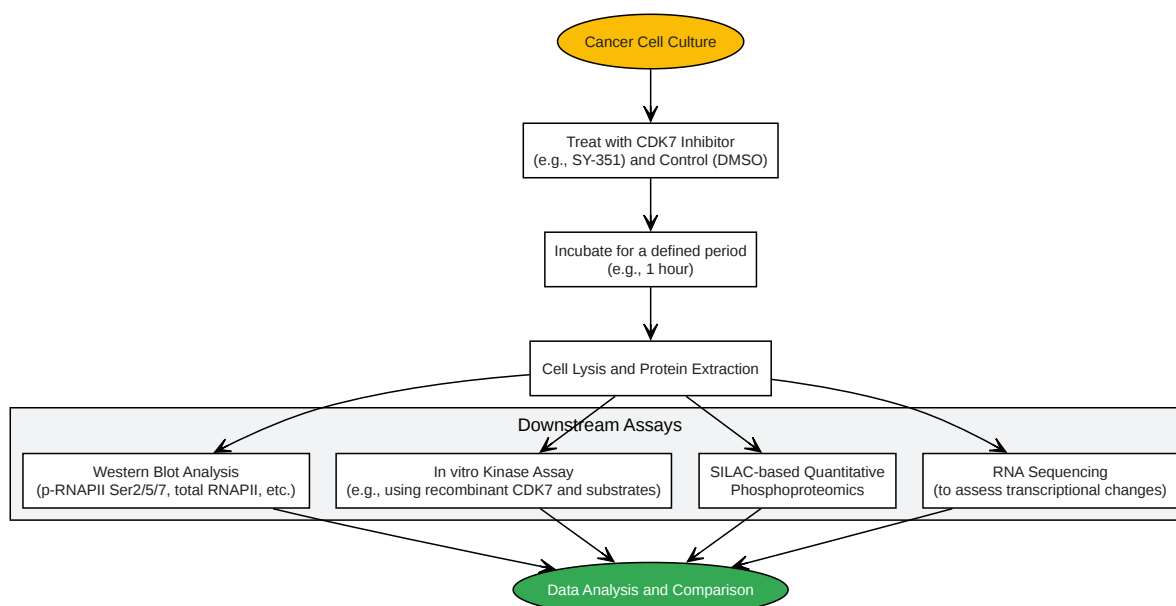 Cancer Cell Culture
Treat with CDK7 Inhibitor
(e.g., SY-351) and Control (DMSO)
Incubate for a defined period
(e.g., 1 hour)
Cell Lysis and Protein Extraction
Downstream Assays
Western Blot Analysis
(p-RNAPII Ser2/5/7, total RNAPII, etc.)
In vitro Kinase Assay
(e.g., using recombinant CDK7 and substrates)
SILAC-based Quantitative
Phosphoproteomics
RNA Sequencing
(to assess transcriptional changes)
Data Analysis and Comparison